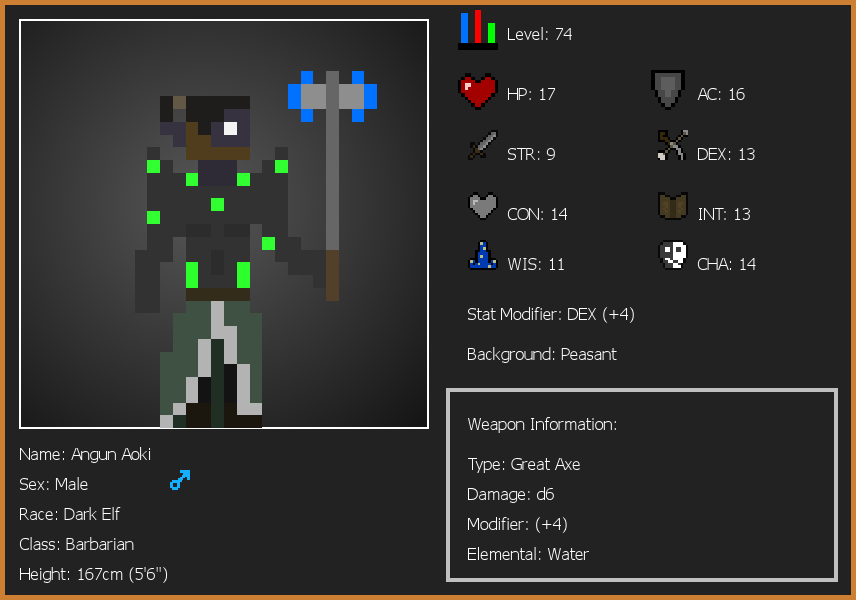 Level: 74
HP: 17
AC: 16
STR: 9
DEX: 13
CON: 14
INT: 13
WIS: 11
CHA: 14
Stat Modifier: DEX (+4)
Background: Peasant
Weapon Information:
Type: Great Axe
Damage: d6
Modifier: (+4)
Elemental: Water
Name: Angun Aoki
Sex: Male
Race: Dark Elf
Class: Barbarian
Height: 167cm (5'6")